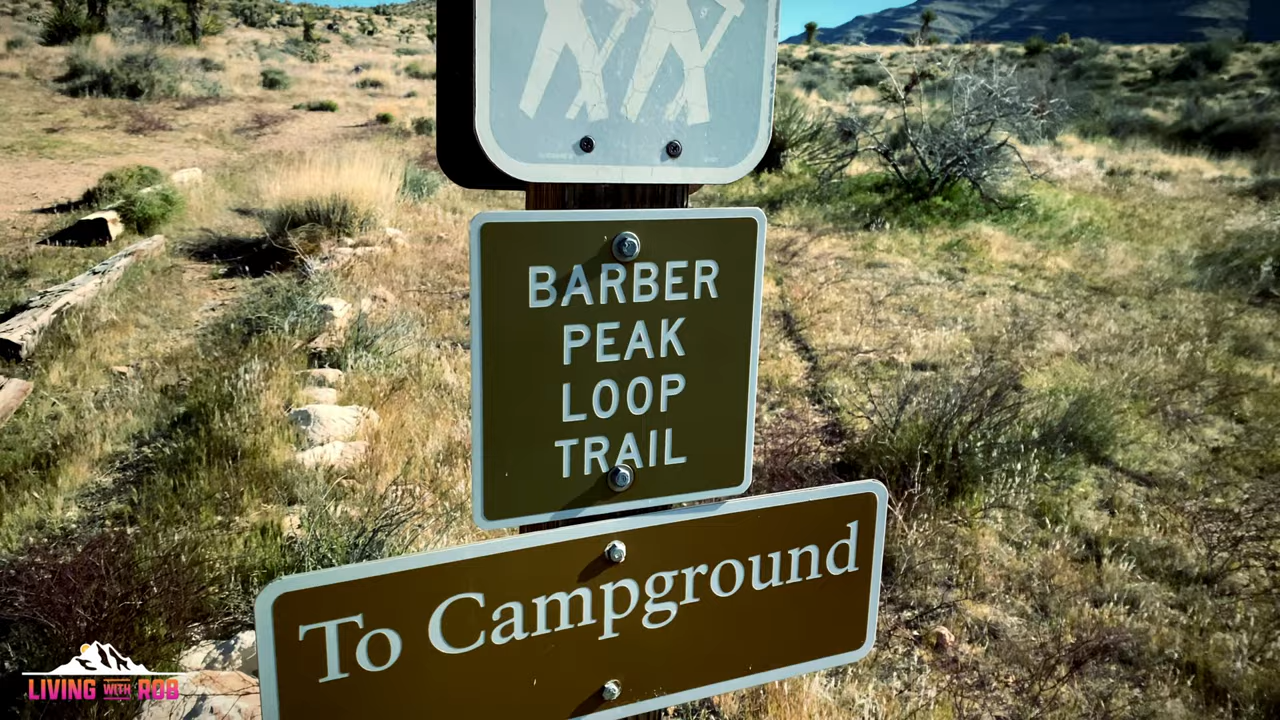 BARBER
PEAK
LOOP
TRAIL
To Campground
LIVING WITH ROB